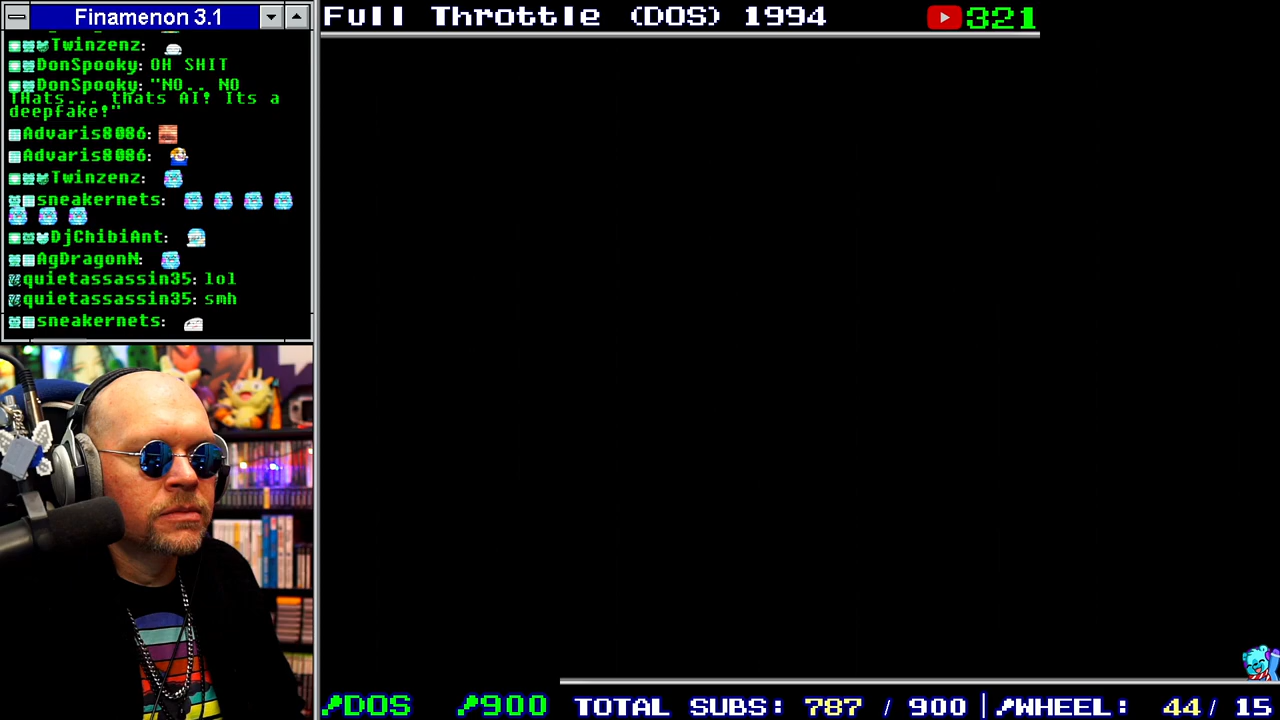 Finamenon 3.1
Full Throttle (DOS) 1994
321
Twinzenz:
DonSpooky: OH SHIT
DonSpooky: "NO.. NO
THats... thats AI! Its a
deepfake!"
Advaris8086:
Advaris8086:
Twinzenz:
sneakernets:
DjChibiAnt:
AgDragonN:
quietassassin35: lol
quietassassin35: smh
sneakernets:
/DOS /900 TOTAL SUBS: 787 / 900 | /WHEEL: 44/ 15